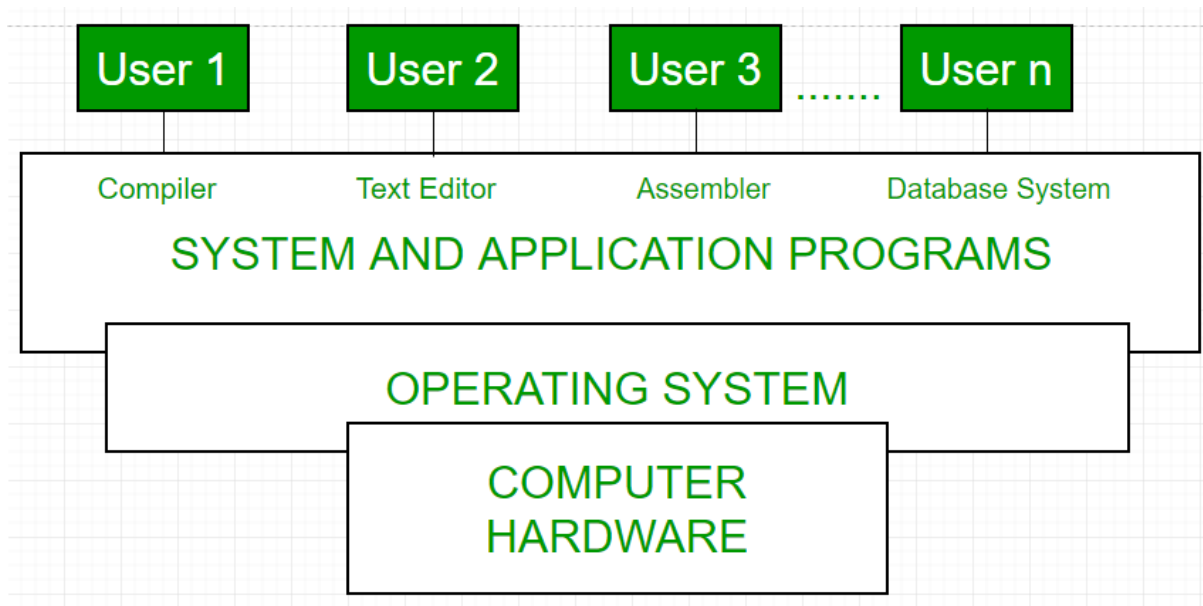 User 1 User 2 User 3 ....... User n
Compiler Text Editor Assembler Database System
SYSTEM AND APPLICATION PROGRAMS
OPERATING SYSTEM
COMPUTER
HARDWARE